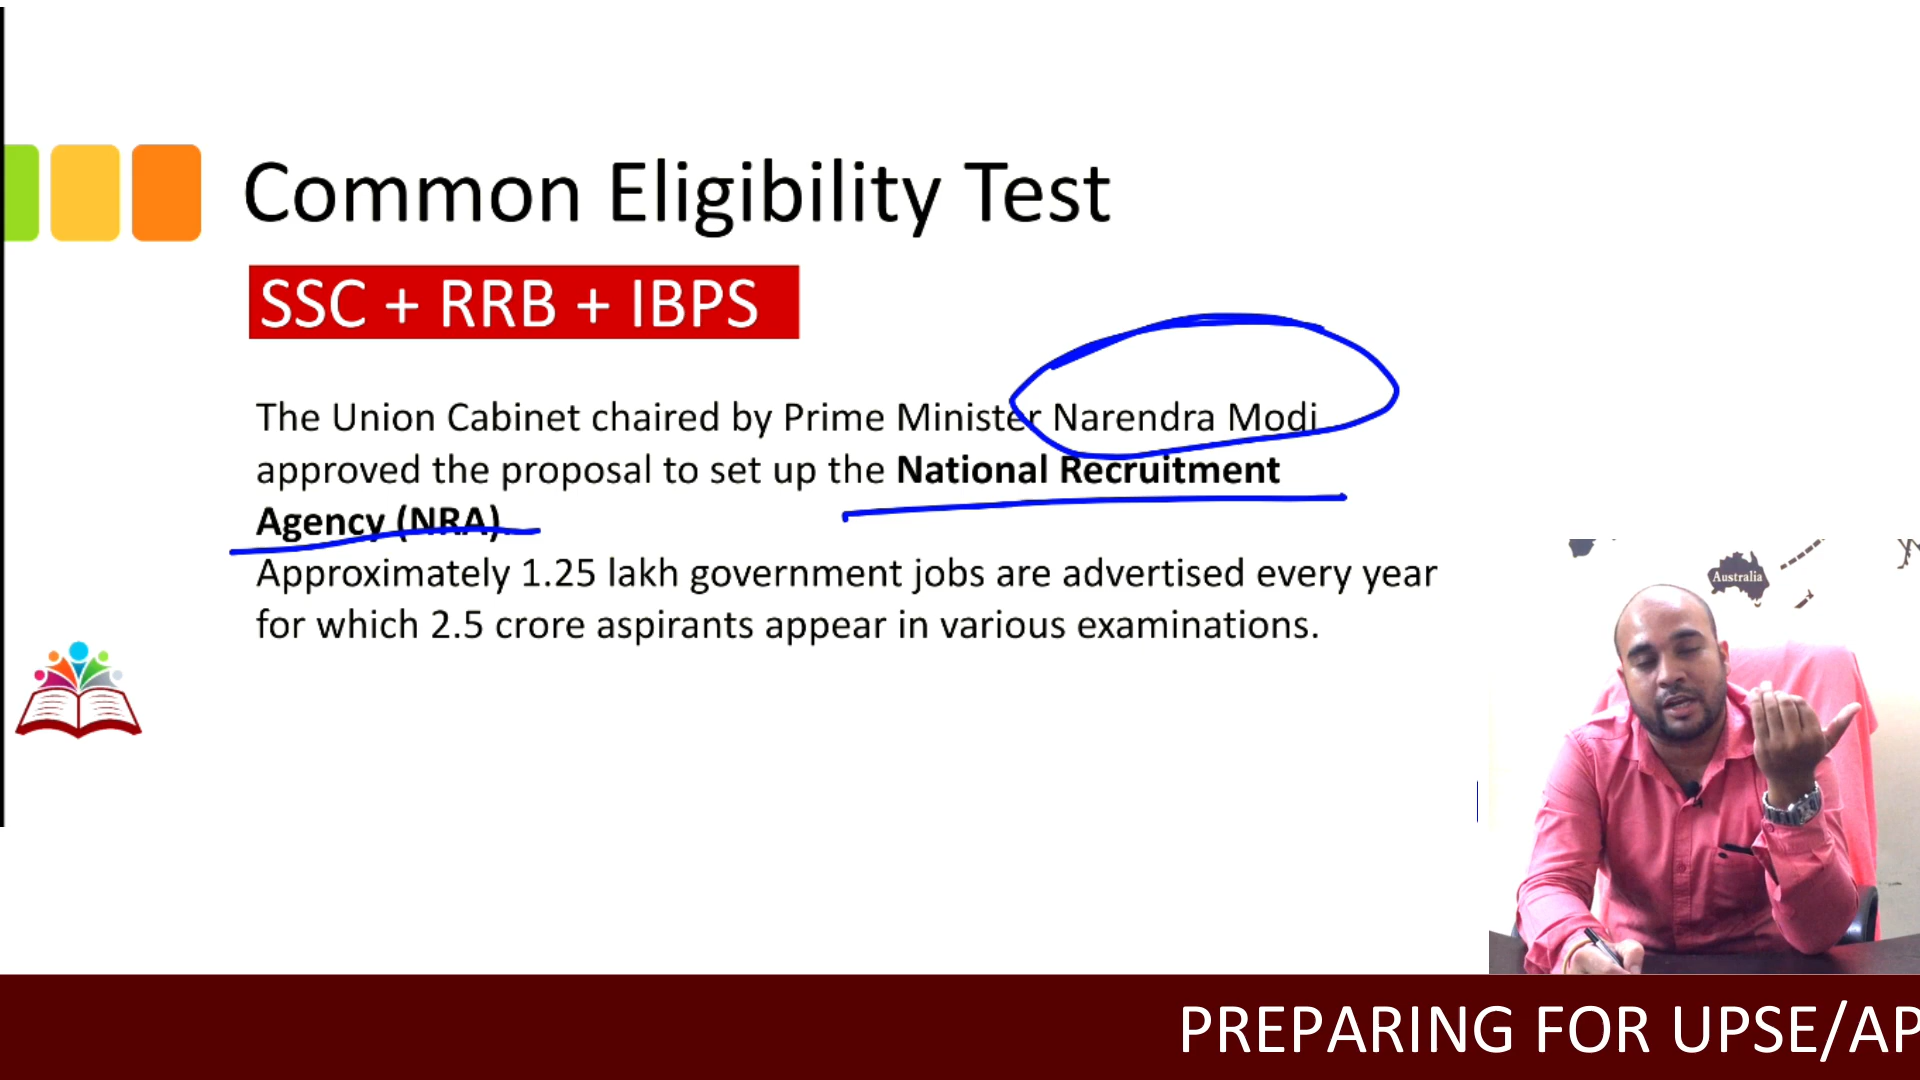 Common Eligibility Test
SSC + RRB + IBPS
The Union Cabinet chaired by Prime Minister Narendra Modi
approved the proposal to set up the National Recruitment
Agency (NRA).
Approximately 1.25 lakh government jobs are advertised every year
for which 2.5 crore aspirants appear in various examinations.
Australia
PREPARING FOR UPSE/AP